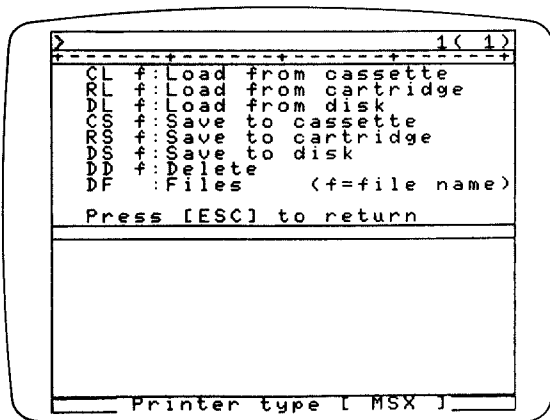 > 1( 1)
+-------+-------+-------+-------+
CL f:Load from cassette
RL f:Load from cartridge
DL f:Load from disk
CS f:Save to cassette
RS f:Save to cartridge
DS f:Save to disk
DD f:Delete
DF  :Files     (f=file name)
Press [ESC] to return
Printer type [ MSX ]